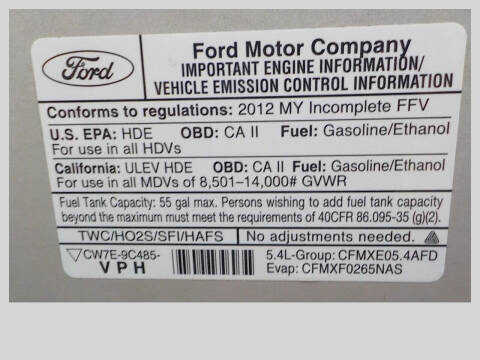 Ford
Ford Motor Company
IMPORTANT ENGINE INFORMATION/
VEHICLE EMISSION CONTROL INFORMATION
Conforms to regulations: 2012 MY Incomplete FFV
U.S. EPA: HDE OBD: CA II Fuel: Gasoline/Ethanol
For use in all HDVs
California: ULEV HDE OBD: CA II Fuel: Gasoline/Ethanol
For use in all MDVs of 8,501-14,000# GVWR
Fuel Tank Capacity: 55 gal max. Persons wishing to add fuel tank capacity
beyond the maximum must meet the requirements of 40CFR 86.095-35 (g)(2).
TWC/HO2S/SFI/HAFS No adjustments needed.
CW7E-9C485- 5.4L-Group: CFMXE05.4AFD
VPH Evap: CFMXF0265NAS